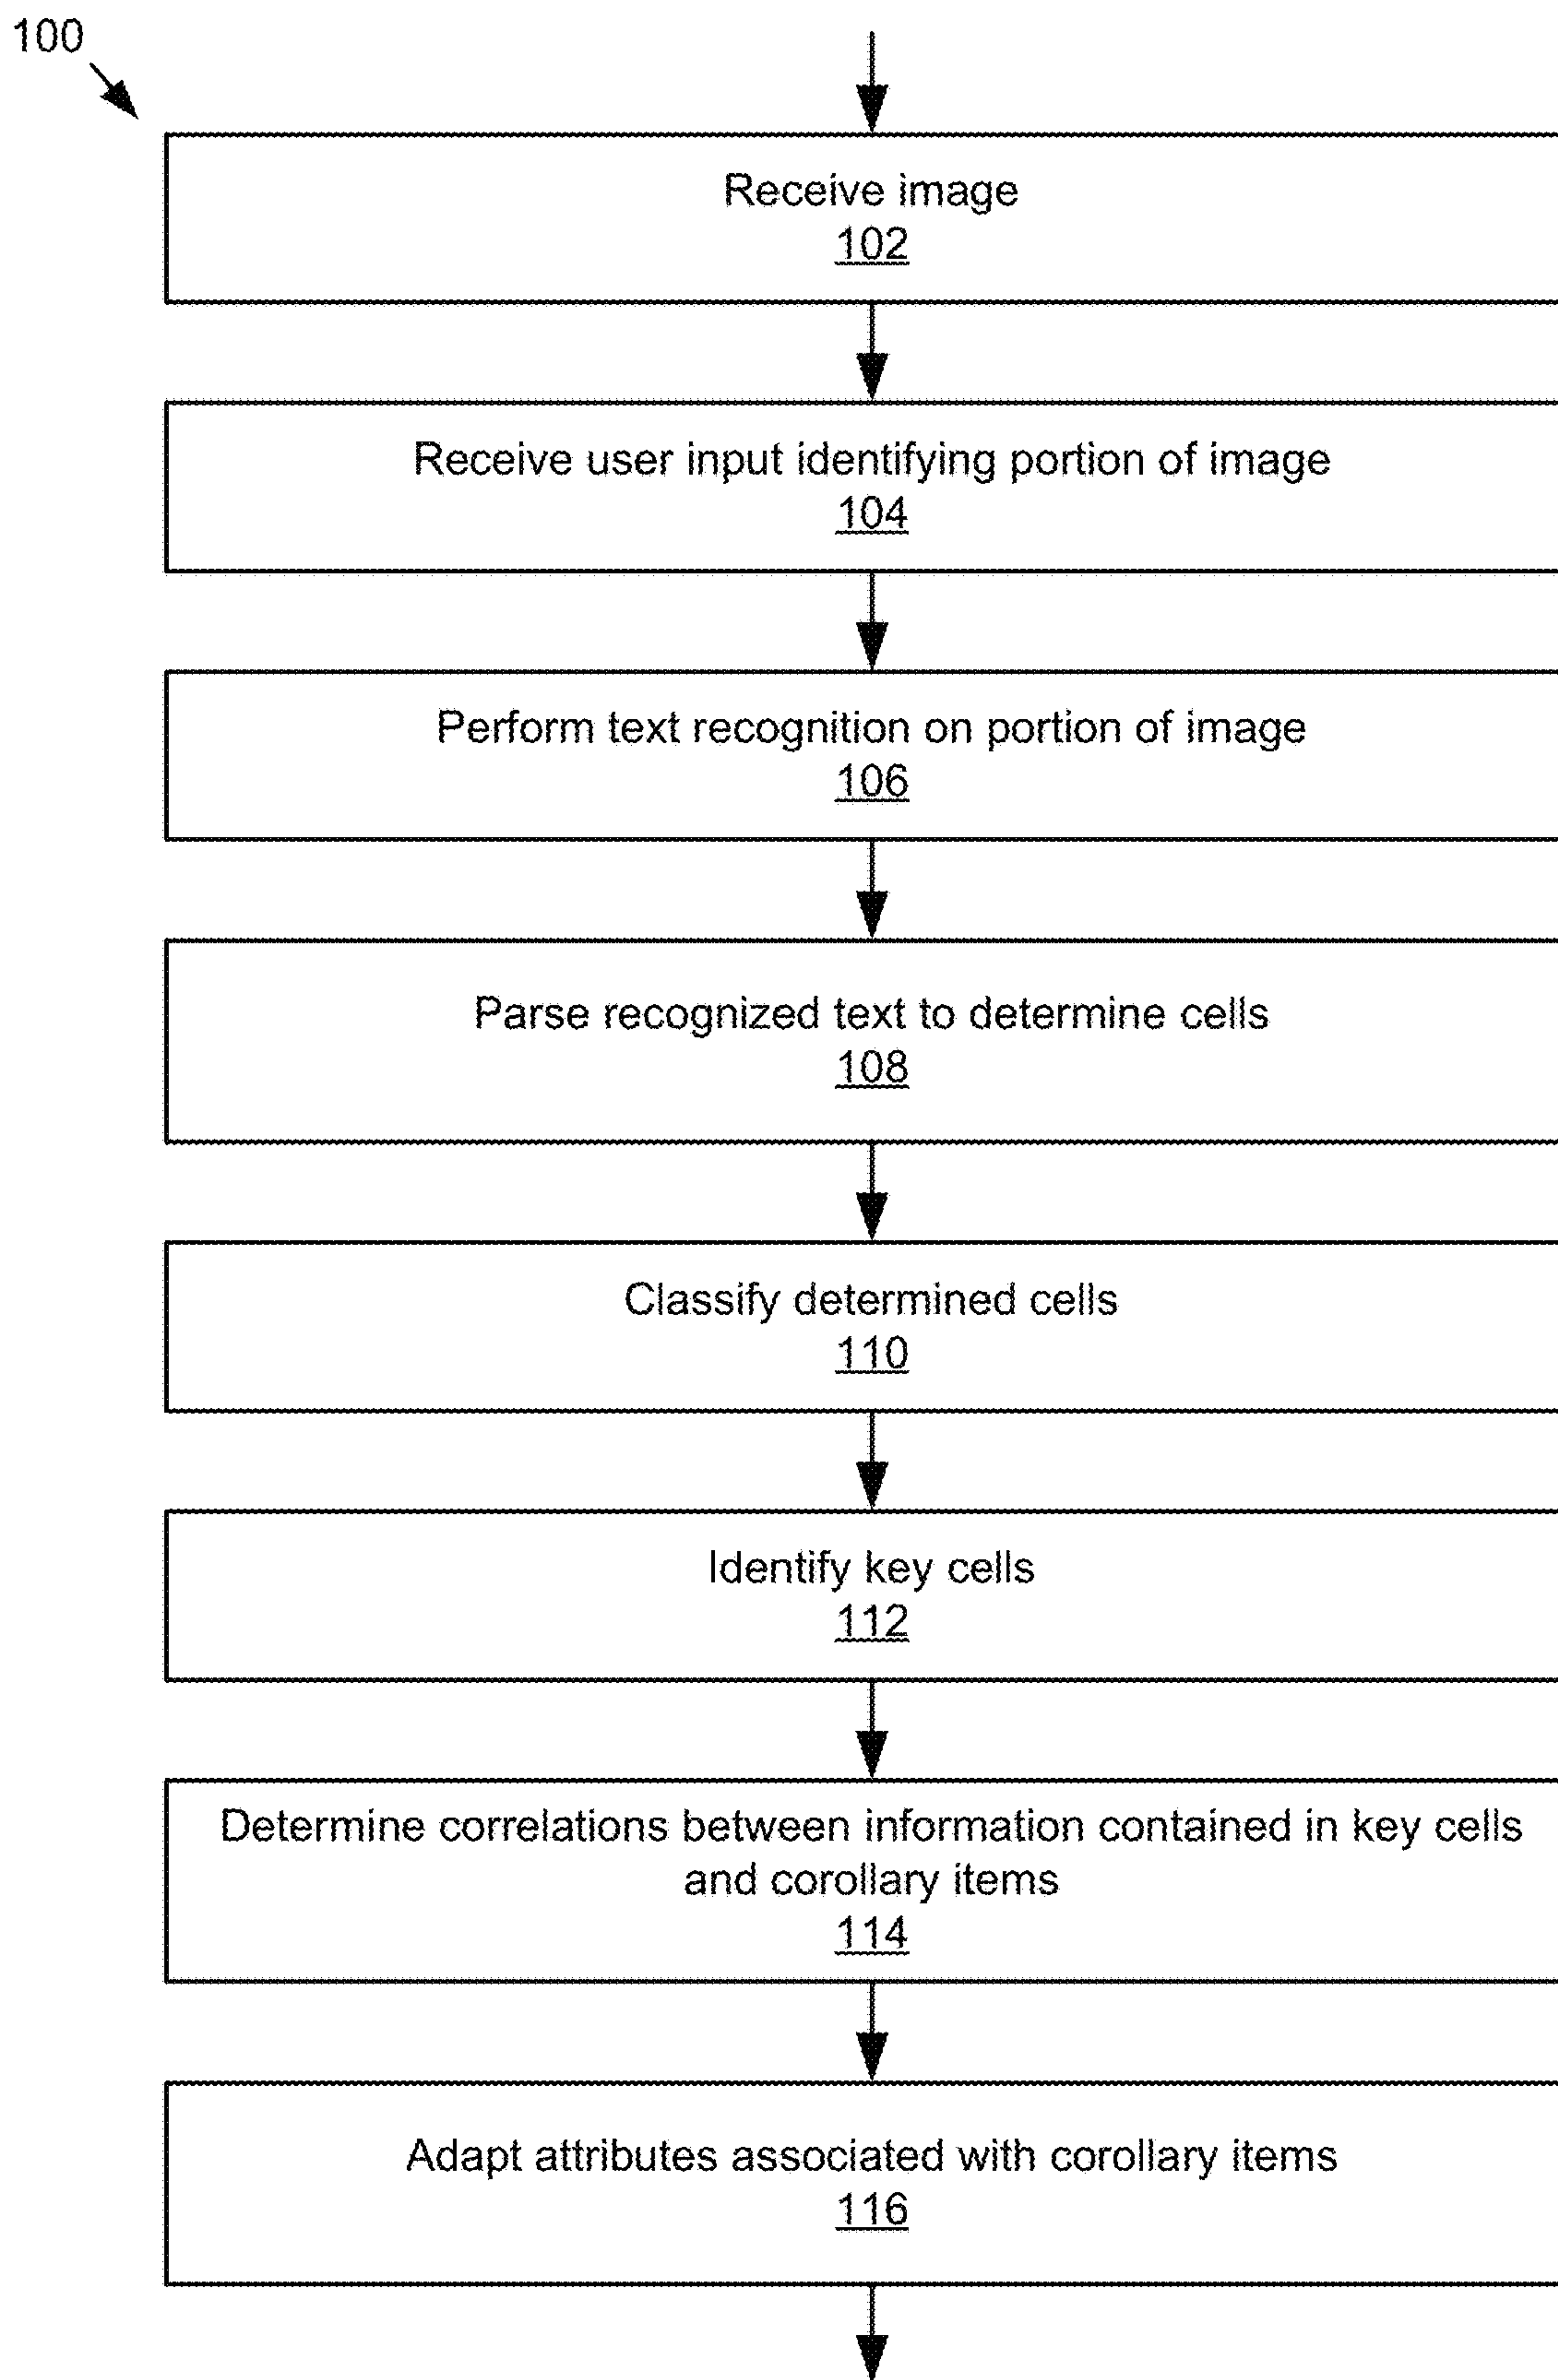 100
Receive image
102
Receive user input identifying portion of image
104
Perform text recognition on portion of image
106
Parse recognized text to determine cells
108
Classify determined cells
110
Identify key cells
112
Determine correlations between information contained in key cells
and corollary items
114
Adapt attributes associated with corollary items
116